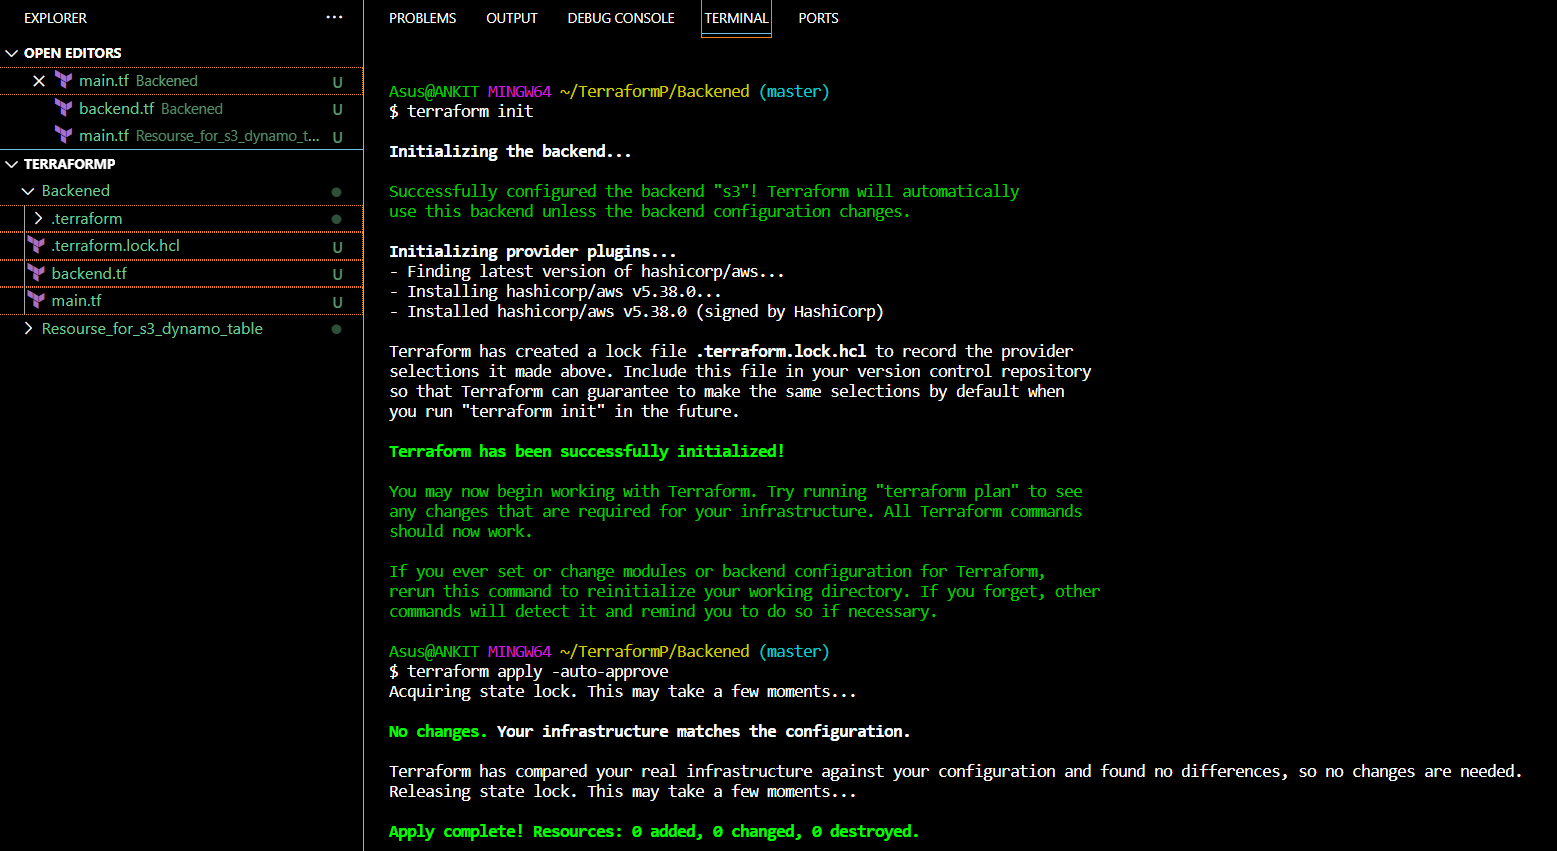 EXPLORER
···
OPEN EDITORS
main.tf Backened U
backend.tf Backened U
main.tf Resourse_for_s3_dynamo_t... U
TERRAFORMP
Backened
.terraform
.terraform.lock.hcl U
backend.tf U
main.tf U
Resourse_for_s3_dynamo_table
PROBLEMS OUTPUT DEBUG CONSOLE TERMINAL PORTS
Asus@ANKIT MINGW64 ~/TerraformP/Backened (master)
$ terraform init
Initializing the backend...
Successfully configured the backend "s3"! Terraform will automatically
use this backend unless the backend configuration changes.
Initializing provider plugins...
- Finding latest version of hashicorp/aws...
- Installing hashicorp/aws v5.38.0...
- Installed hashicorp/aws v5.38.0 (signed by HashiCorp)
Terraform has created a lock file .terraform.lock.hcl to record the provider
selections it made above. Include this file in your version control repository
so that Terraform can guarantee to make the same selections by default when
you run "terraform init" in the future.
Terraform has been successfully initialized!
You may now begin working with Terraform. Try running "terraform plan" to see
any changes that are required for your infrastructure. All Terraform commands
should now work.
If you ever set or change modules or backend configuration for Terraform,
rerun this command to reinitialize your working directory. If you forget, other
commands will detect it and remind you to do so if necessary.
Asus@ANKIT MINGW64 ~/TerraformP/Backened (master)
$ terraform apply -auto-approve
Acquiring state lock. This may take a few moments...
No changes. Your infrastructure matches the configuration.
Terraform has compared your real infrastructure against your configuration and found no differences, so no changes are needed.
Releasing state lock. This may take a few moments...
Apply complete! Resources: 0 added, 0 changed, 0 destroyed.